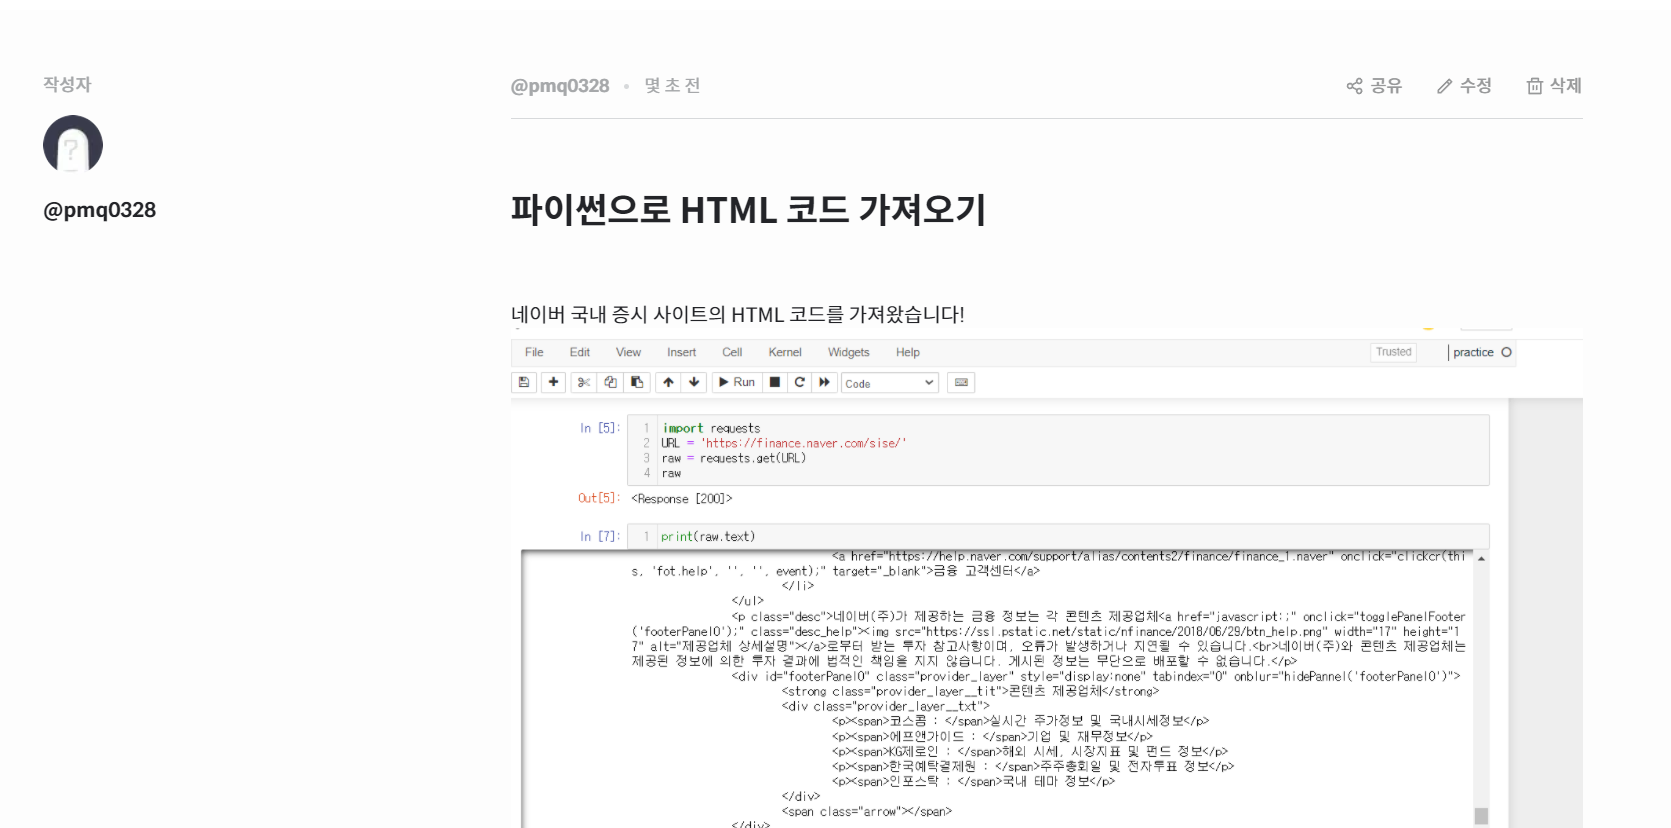 작성자
@pmq0328
@pmq0328 • 몇 초 전
공유 수정 삭제
파이썬으로 HTML 코드 가져오기
네이버 국내 증시 사이트의 HTML 코드를 가져왔습니다!
File Edit View Insert Cell Kernel Widgets Help Trusted practice
Run Code
In [5]:
1 import requests
2 URL = 'https://finance.naver.com/sise/'
3 raw = requests.get(URL)
4 raw
Out[5]: <Response [200]>
In [7]: 1 print(raw.text)
<a href="https://help.naver.com/support/alias/contents2/finance/finance_1.naver" onclick="clickcr(thi
s, 'fot.help', '', '', event);" target="_blank">금융 고객센터</a>
</li>
</ul>
<p class="desc">네이버(주)가 제공하는 금융 정보는 각 콘텐츠 제공업체<a href="javascript:;" onclick="togglePanelFooter
('footerPanel0');" class="desc_help"><img src="https://ssl.pstatic.net/static/nfinance/2018/06/29/btn_help.png" width="17" height="1
7" alt="제공업체 상세설명"></a>로부터 받는 투자 참고사항이며, 오류가 발생하거나 지연될 수 있습니다.<br>네이버(주)와 콘텐츠 제공업체는
제공된 정보에 의한 투자 결과에 법적인 책임을 지지 않습니다. 게시된 정보는 무단으로 배포할 수 없습니다.</p>
<div id="footerPanel0" class="provider_layer" style="display:none" tabindex="0" onblur="hidePannel('footerPanel0')">
<strong class="provider_layer__tit">콘텐츠 제공업체</strong>
<div class="provider_layer__txt">
<p><span>코스콤 : </span>실시간 주가정보 및 국내시세정보</p>
<p><span>에프앤가이드 : </span>기업 및 재무정보</p>
<p><span>KG제로인 : </span>해외 시세, 시장지표 및 펀드 정보</p>
<p><span>한국예탁결제원 : </span>주주총회일 및 전자투표 정보</p>
<p><span>인포스탁 : </span>국내 테마 정보</p>
</div>
<span class="arrow"></span>
</div>